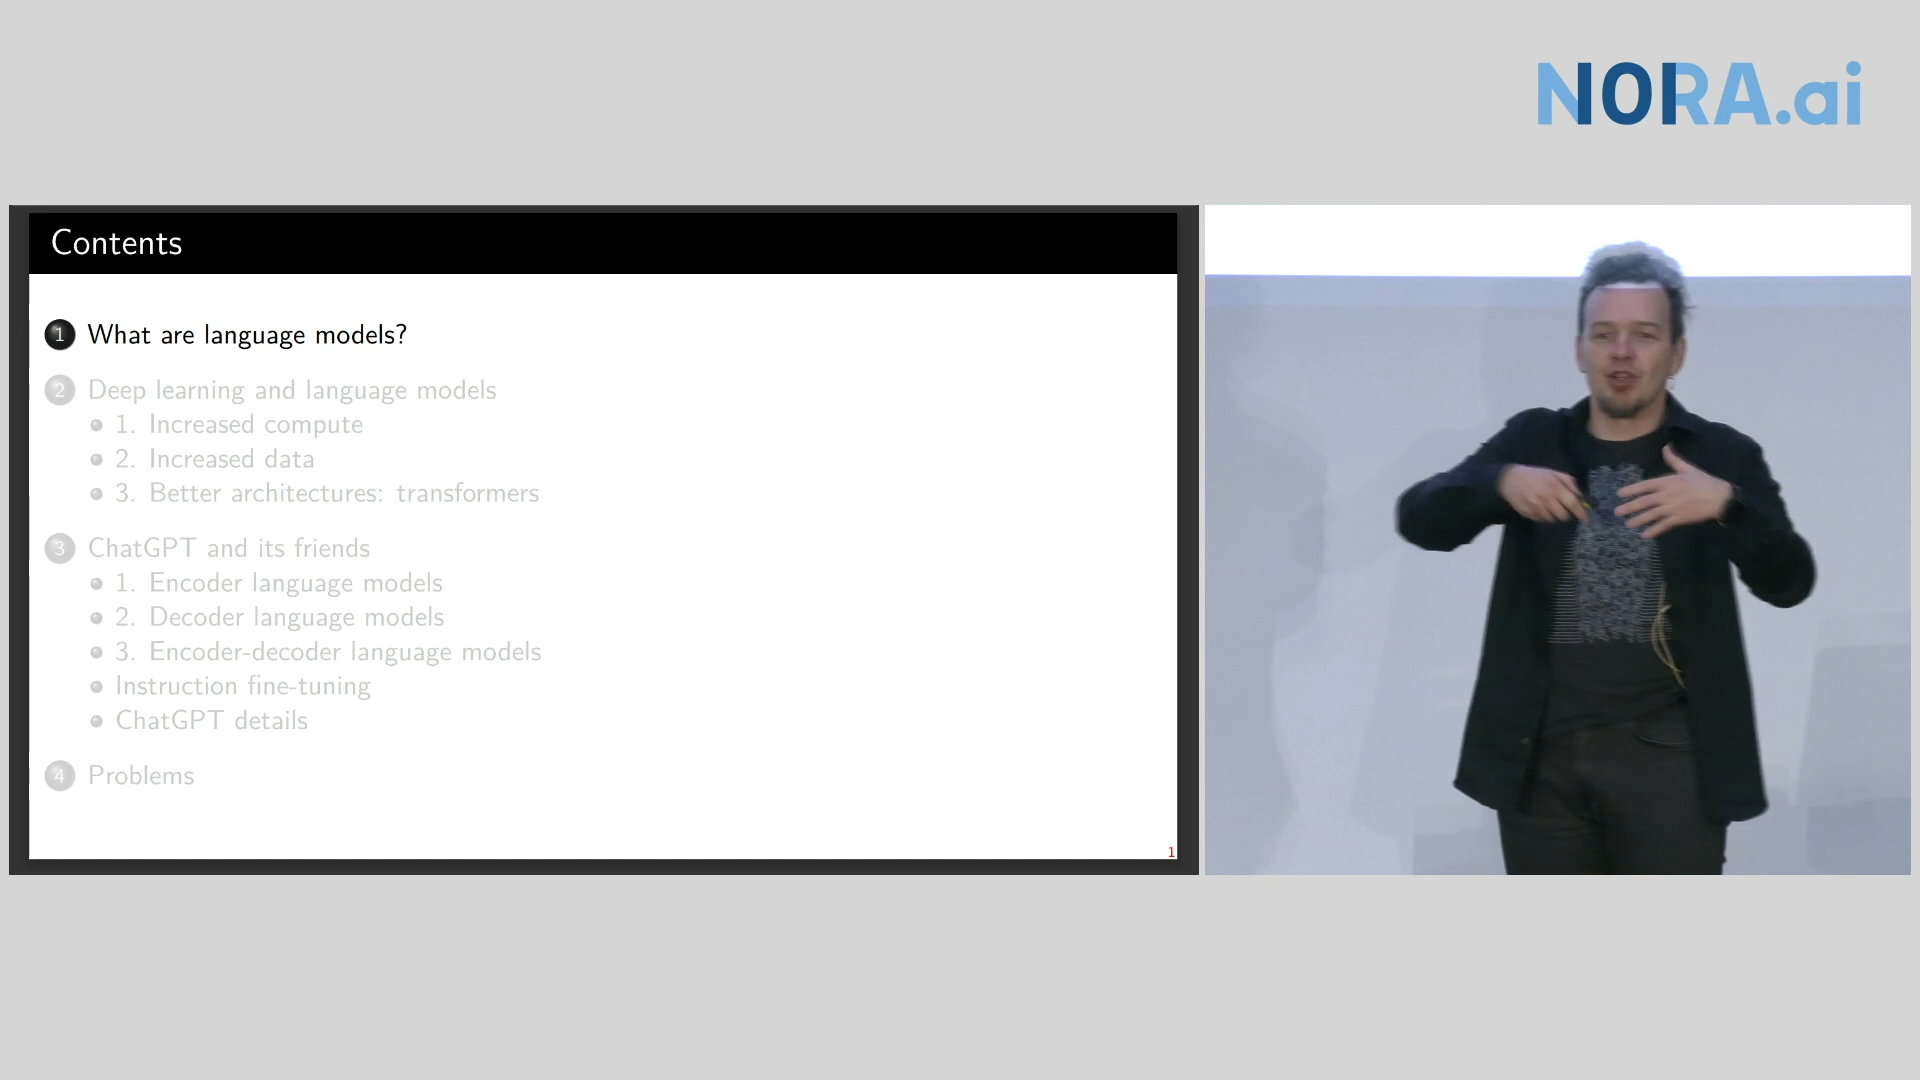 NORA.ai
Contents
1 What are language models?
2 Deep learning and language models
1. Increased compute
2. Increased data
3. Better architectures: transformers
3 ChatGPT and its friends
1. Encoder language models
2. Decoder language models
3. Encoder-decoder language models
Instruction fine-tuning
ChatGPT details
4 Problems
1